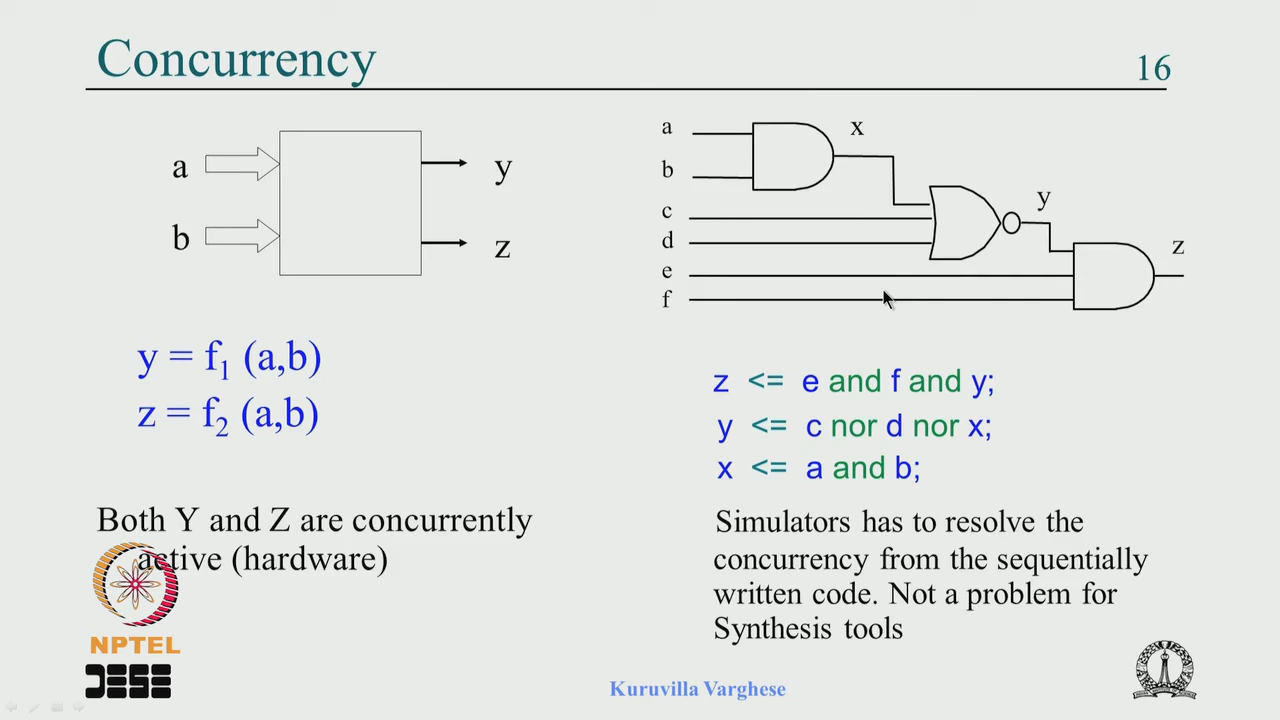 Concurrency
16
a
b
y
z
a
b
c
d
e
f
x
y
z
y = f1 (a,b)
z = f2 (a,b)
z <= e and f and y;
y <= c nor d nor x;
x <= a and b;
Both Y and Z are concurrently
active (hardware)
Simulators has to resolve the
concurrency from the sequentially
written code. Not a problem for
Synthesis tools
NPTEL
Kuruvilla Varghese